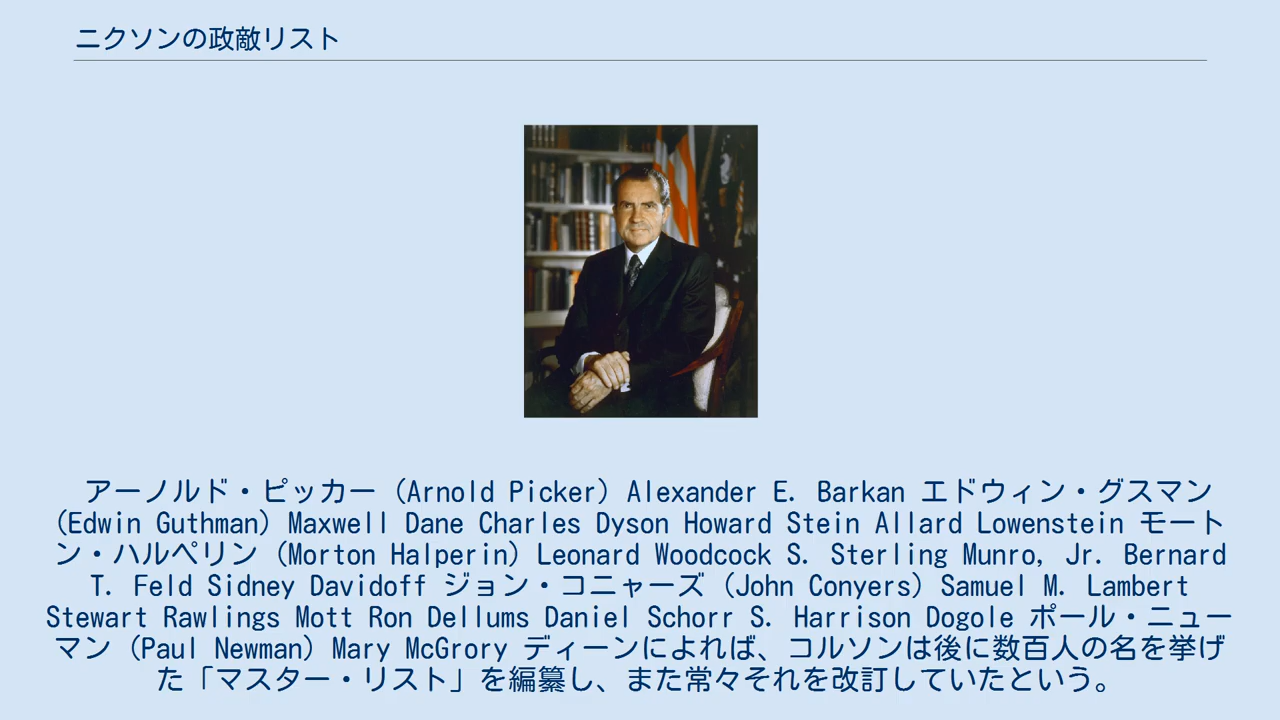 ニクソンの政敵リスト
アーノルド・ピッカー (Arnold Picker) Alexander E. Barkan エドウィン・グスマン
(Edwin Guthman) Maxwell Dane Charles Dyson Howard Stein Allard Lowenstein モート
ン・ハルペリン (Morton Halperin) Leonard Woodcock S. Sterling Munro, Jr. Bernard
T. Feld Sidney Davidoff ジョン・コニャーズ (John Conyers) Samuel M. Lambert
Stewart Rawlings Mott Ron Dellums Daniel Schorr S. Harrison Dogole ポール・ニュー
マン (Paul Newman) Mary McGrory ディーンによれば、コルソンは後に数百人の名を挙げ
た「マスター・リスト」を編纂し、また常々それを改訂していたという。